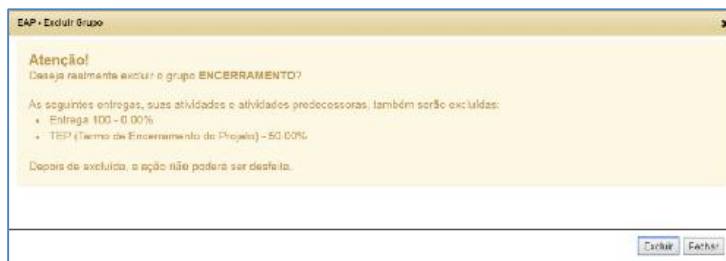 EAP - Excluir Grupo
Atenção!
Deseja realmente excluir o grupo ENCERRAMENTO?
As seguintes entregas, suas atividades e atividades predecessoras, também serão excluídas:
Entrega 100 - 0.00%
TEP (Termo de Encerramento do Projeto) - 50.00%
Depois de excluída, a ação não poderá ser desfeita.
Excluir Fechar